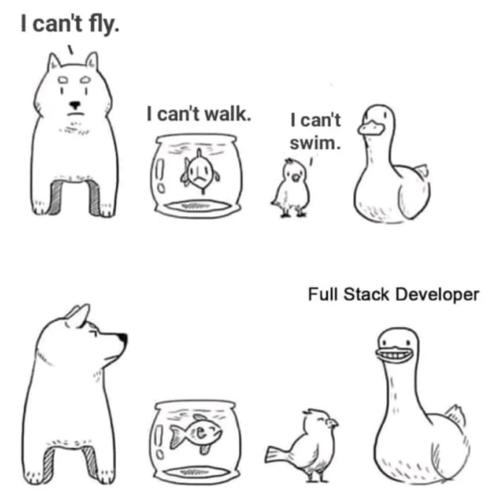 I can't fly.
I can't walk.
I can't
swim.
Full Stack Developer